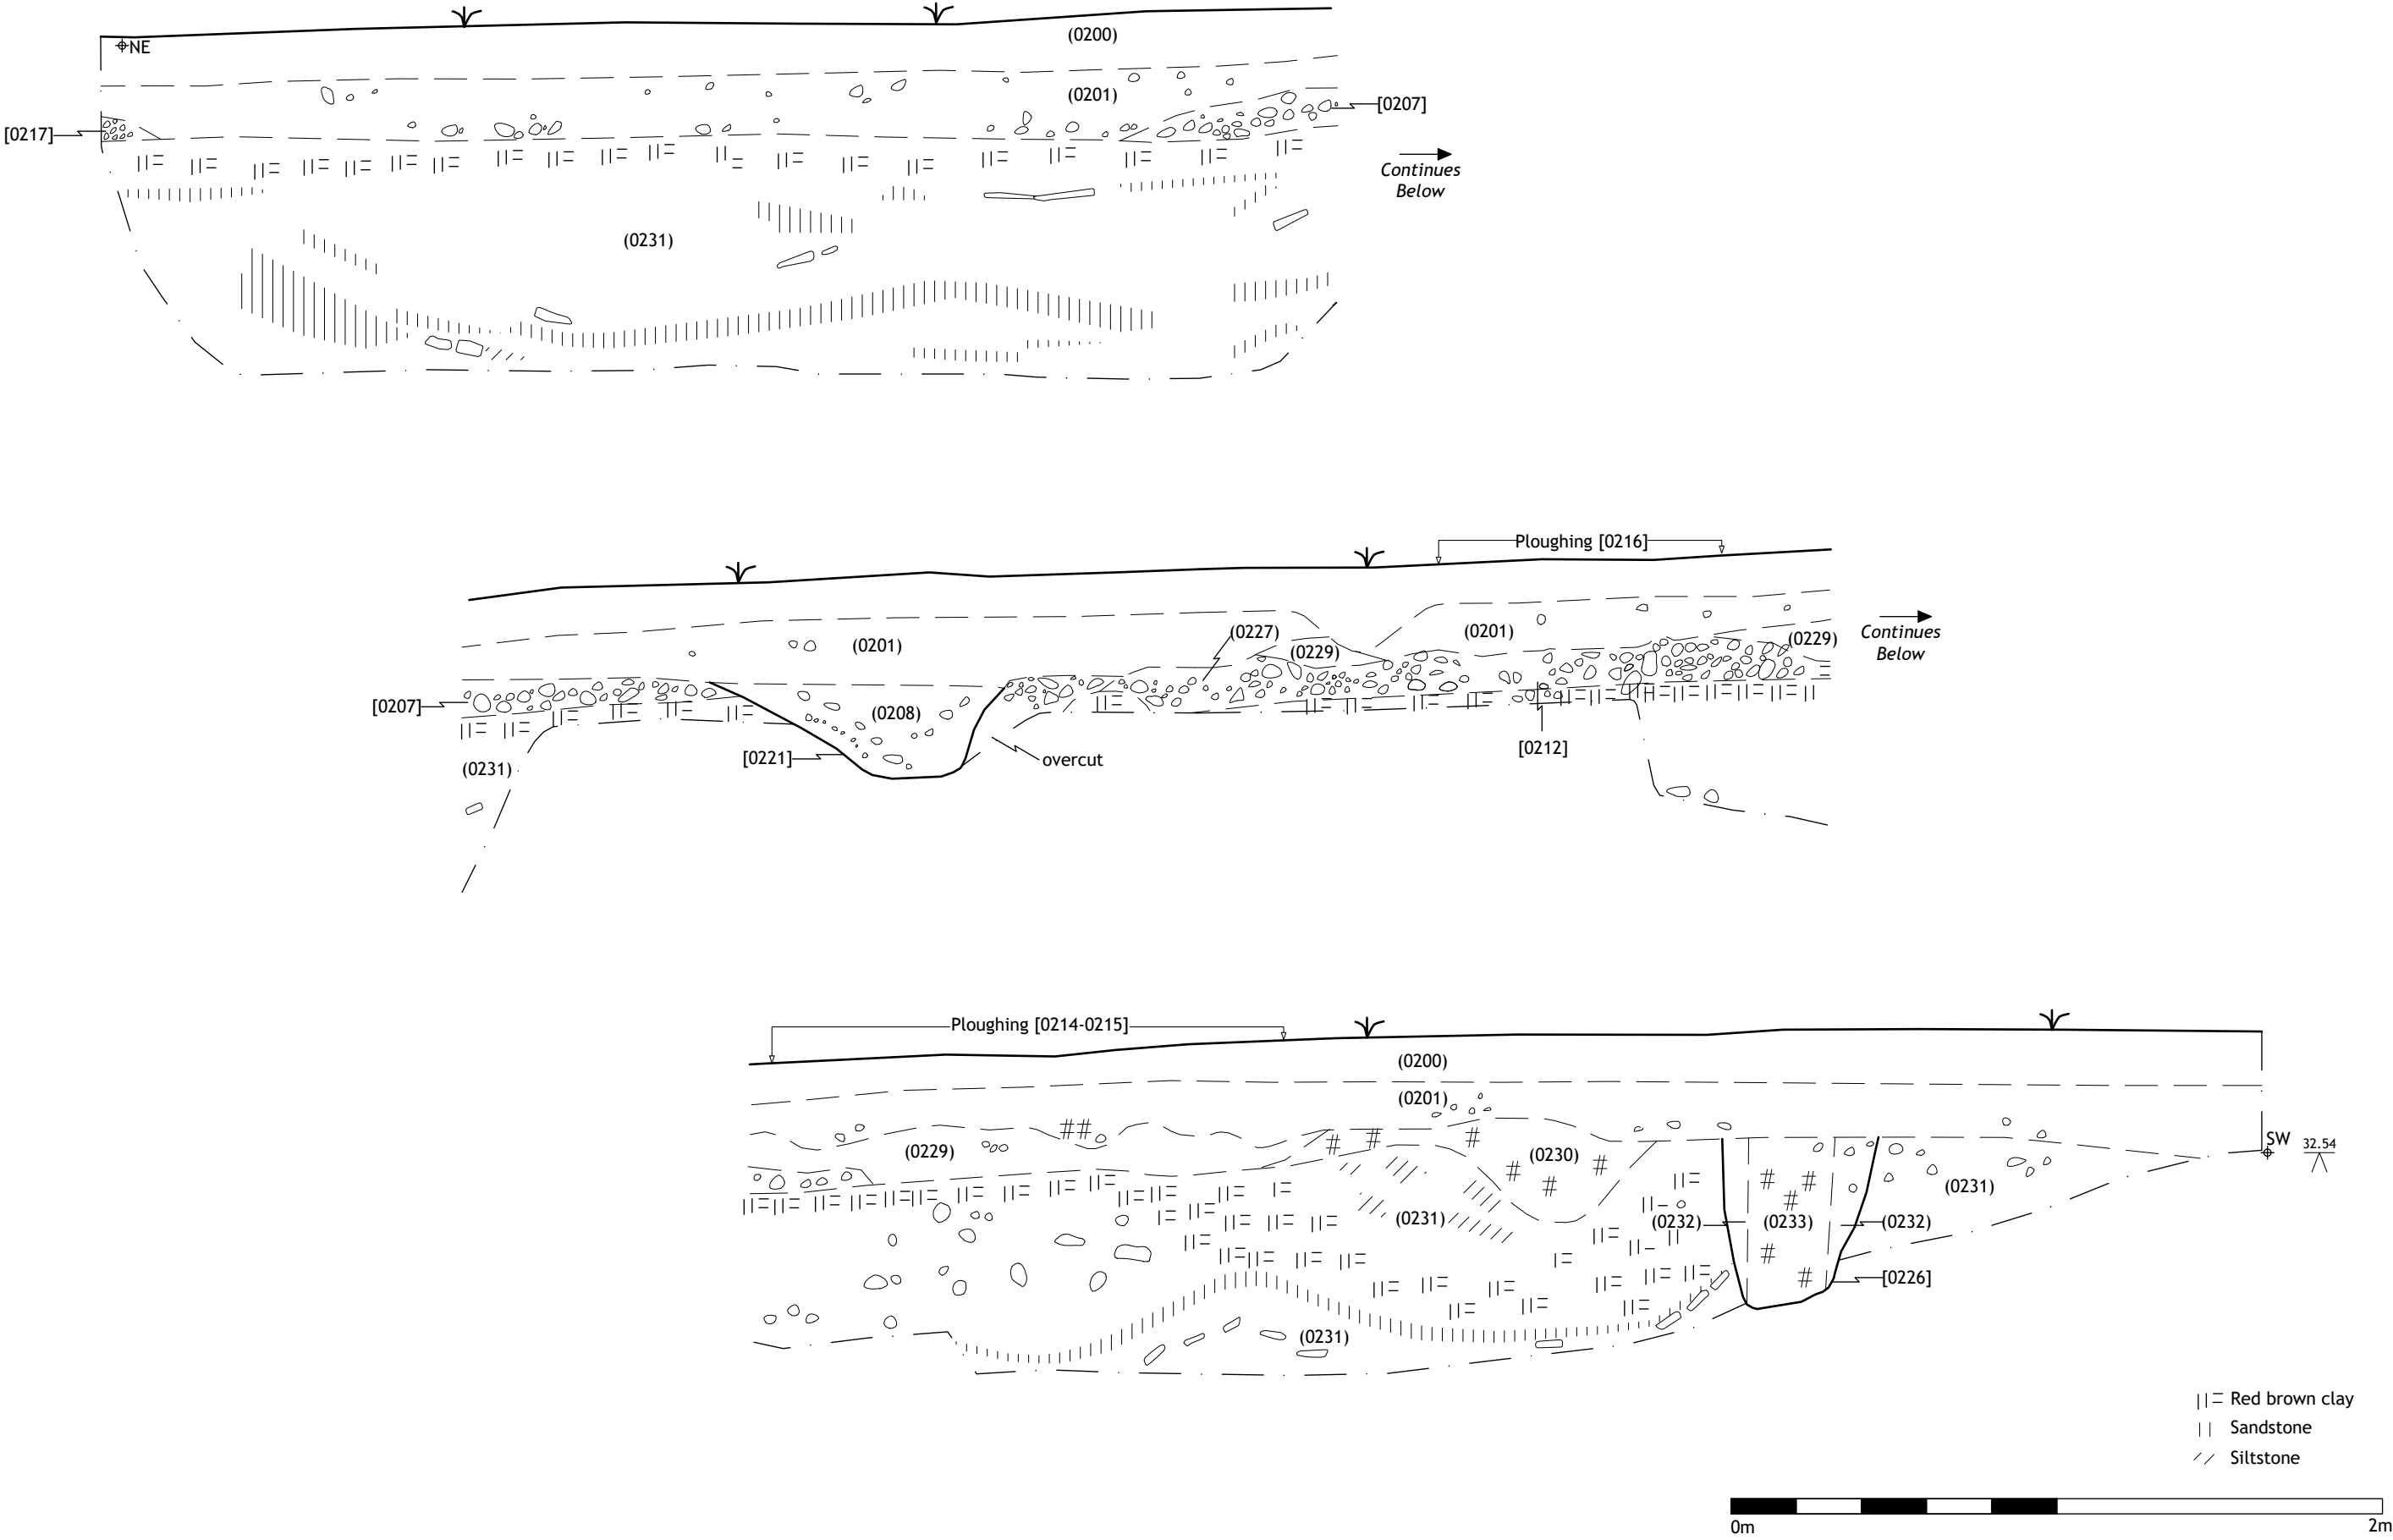 (0200)
NE
(0201)
[0207]
[0217]
Continues
Below
(0231)
Ploughing [0216]
(0227)
(0201)
(0201)
(0229)
(0229)
Continues
Below
[0207]
(0208)
[0212]
[0221]
overcut
(0231)
Ploughing [0214-0215]
(0200)
(0201)
SW
32.54
(0229)
(0230)
(0231)
(0231)
(0232)
(0233)
(0232)
[0226]
(0231)
Red brown clay
Sandstone
Siltstone
0m
2m